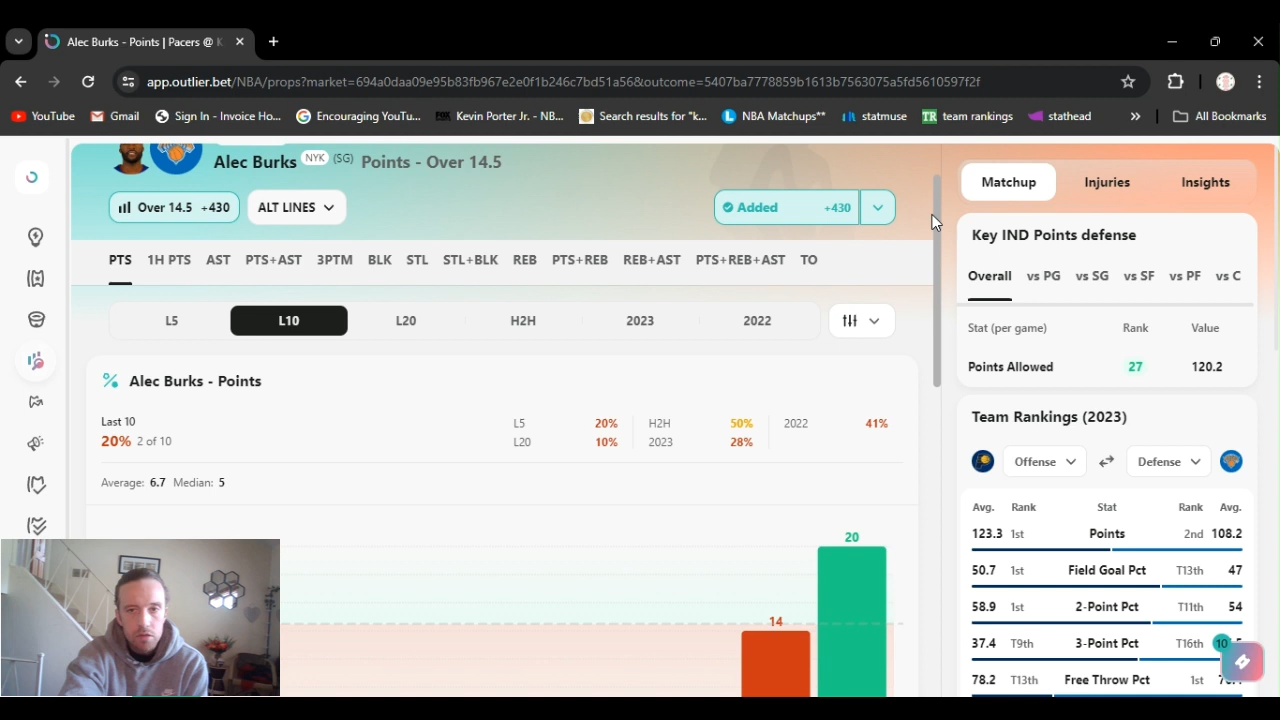 Alec Burks - Points | Pacers @ K
app.outlier.bet/NBA/props?market=694a0daa09e95b83fb967e2e0f1b246c7bd51a56&outcome=5407ba7778859b1613b7563075a5fd5610597f2f
YouTube Gmail Sign In - Invoice Ho... Encouraging YouTu... Kevin Porter Jr. - NB... Search results for "k... NBA Matchups** statmuse team rankings stathead » All Bookmarks
Alec Burks NYK (SG) Points - Over 14.5
Over 14.5 +430 ALT LINES Added +430
PTS 1H PTS AST PTS+AST 3PTM BLK STL STL+BLK REB PTS+REB REB+AST PTS+REB+AST TO
L5 L10 L20 H2H 2023 2022
Alec Burks - Points
Last 10
20% 2 of 10
L5 20% H2H 50% 2022 41%
L20 10% 2023 28%
Average: 6.7 Median: 5
20
14
Matchup Injuries Insights
Key IND Points defense
Overall vs PG vs SG vs SF vs PF vs C
Stat (per game) Rank Value
Points Allowed 27 120.2
Team Rankings (2023)
Offense Defense
Avg. Rank Stat Rank Avg.
123.3 1st Points 2nd 108.2
50.7 1st Field Goal Pct T13th 47
58.9 1st 2-Point Pct T11th 54
37.4 T9th 3-Point Pct T16th
78.2 T13th Free Throw Pct 1st